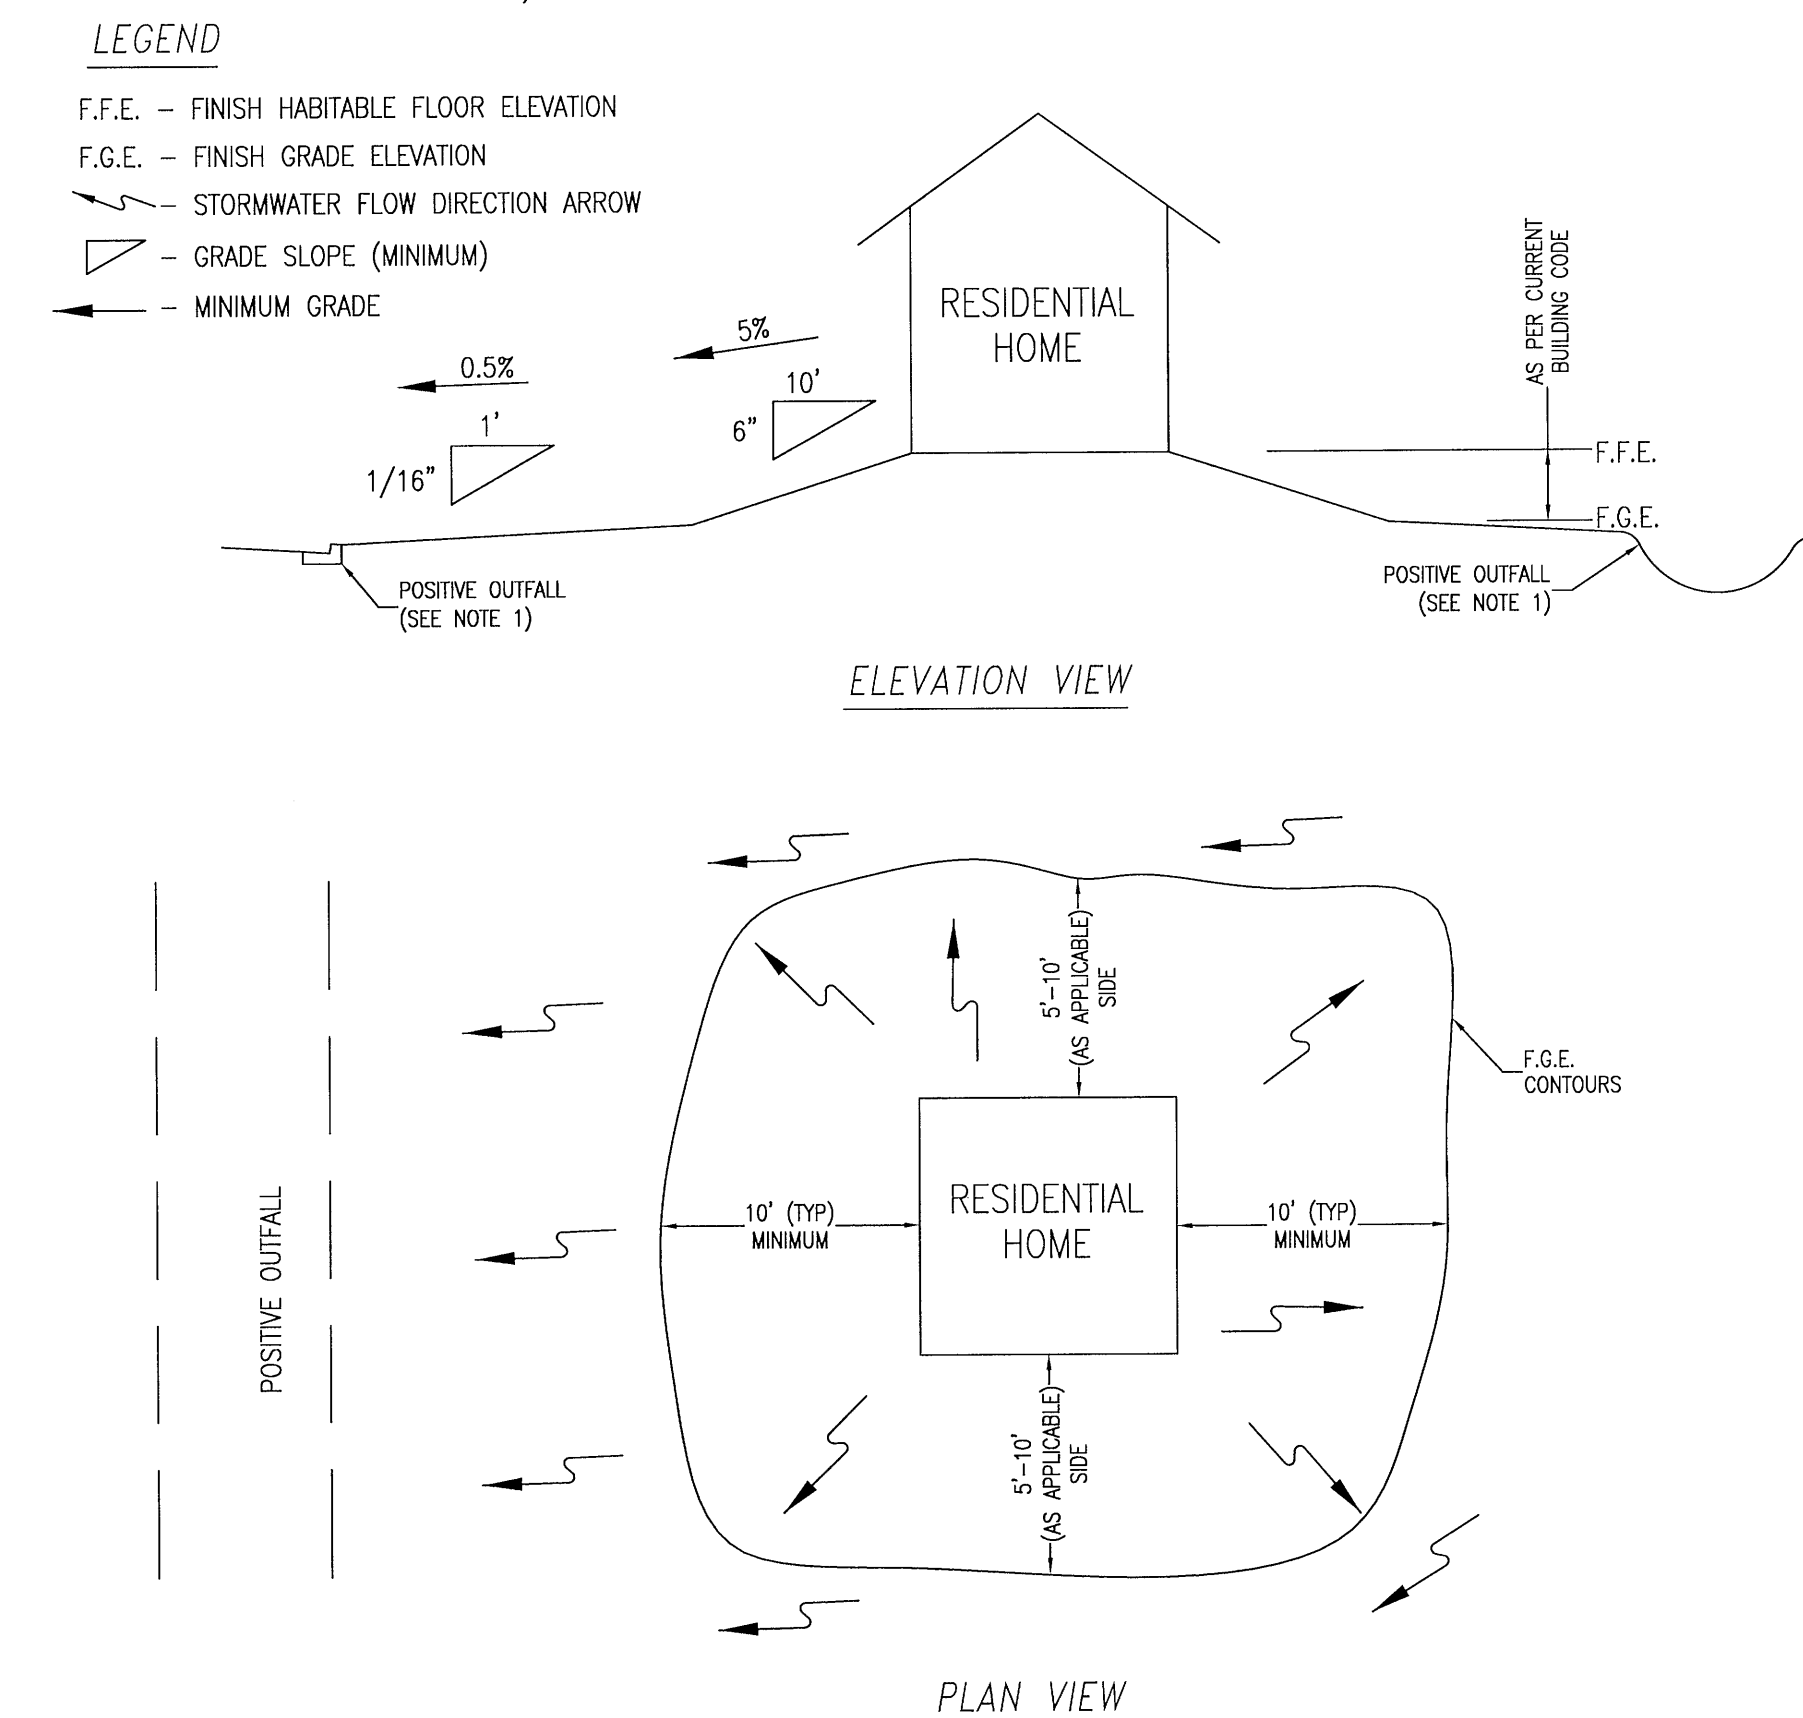 LEGEND
F.F.E. – FINISH HABITABLE FLOOR ELEVATION
F.G.E. – FINISH GRADE ELEVATION
– STORMWATER FLOW DIRECTION ARROW
– GRADE SLOPE (MINIMUM)
– MINIMUM GRADE
0.5%
1'
1/16"
5%
10'
6"
RESIDENTIAL
HOME
AS PER CURRENT
BUILDING CODE
F.F.E.
F.G.E.
POSITIVE OUTFALL
(SEE NOTE 1)
POSITIVE OUTFALL
(SEE NOTE 1)
ELEVATION VIEW
POSITIVE OUTFALL
5'–10'
(AS APPLICABLE)
SIDE
F.G.E.
CONTOURS
10' (TYP)
MINIMUM
RESIDENTIAL
HOME
10' (TYP)
MINIMUM
5'–10'
(AS APPLICABLE)
SIDE
PLAN VIEW